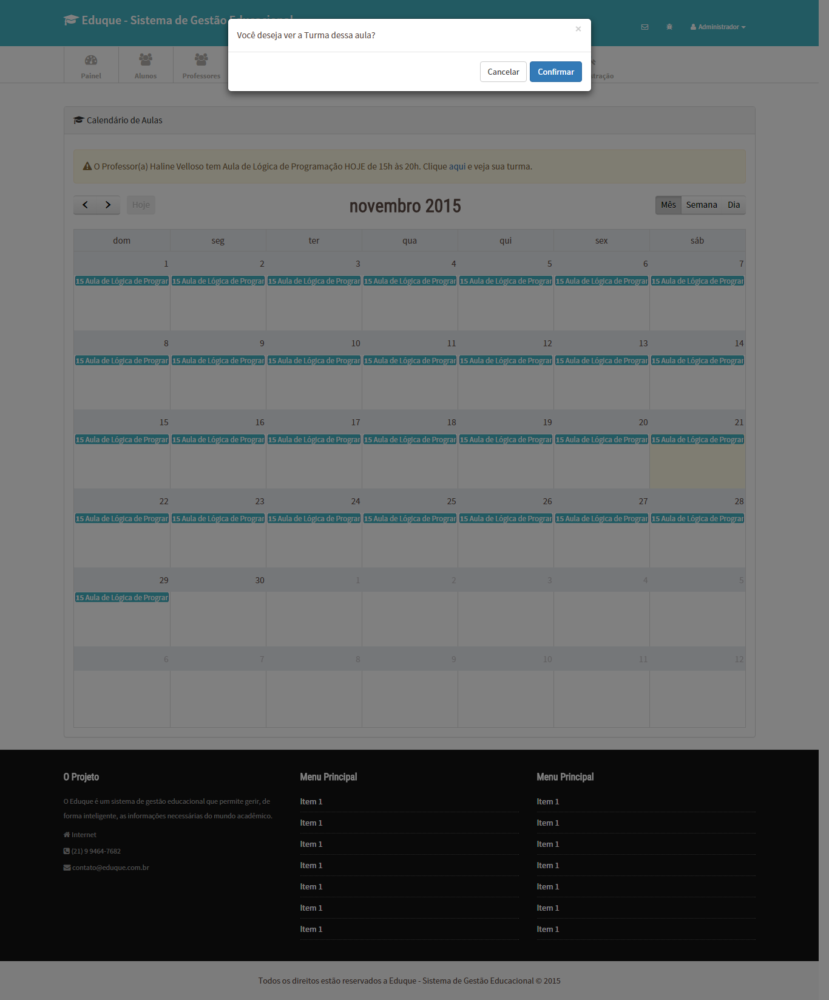 Eduque - Sistema de Gestão Educacional
Administrador
Você deseja ver a Turma dessa aula?
×
Cancelar
Confirmar
Painel
Alunos
Professores
Calendário de Aulas
O Professor(a) Haline Velloso tem Aula de Lógica de Programação HOJE de 15h às 20h. Clique aqui e veja sua turma.
Hoje
novembro 2015
Mês Semana Dia
dom seg ter qua qui sex sáb
1 2 3 4 5 6 7
15 Aula de Lógica de Prograr 15 Aula de Lógica de Prograr 15 Aula de Lógica de Prograr 15 Aula de Lógica de Prograr 15 Aula de Lógica de Prograr 15 Aula de Lógica de Prograr 15 Aula de Lógica de Prograr
8 9 10 11 12 13 14
15 Aula de Lógica de Prograr 15 Aula de Lógica de Prograr 15 Aula de Lógica de Prograr 15 Aula de Lógica de Prograr 15 Aula de Lógica de Prograr 15 Aula de Lógica de Prograr 15 Aula de Lógica de Prograr
15 16 17 18 19 20 21
15 Aula de Lógica de Prograr 15 Aula de Lógica de Prograr 15 Aula de Lógica de Prograr 15 Aula de Lógica de Prograr 15 Aula de Lógica de Prograr 15 Aula de Lógica de Prograr 15 Aula de Lógica de Prograr
22 23 24 25 26 27 28
15 Aula de Lógica de Prograr 15 Aula de Lógica de Prograr 15 Aula de Lógica de Prograr 15 Aula de Lógica de Prograr 15 Aula de Lógica de Prograr 15 Aula de Lógica de Prograr 15 Aula de Lógica de Prograr
29 30 1 2 3 4 5
15 Aula de Lógica de Prograr
6 7 8 9 10 11 12
O Projeto
O Eduque é um sistema de gestão educacional que permite gerir, de
forma inteligente, as informações necessárias do mundo acadêmico.
Internet
(21) 9 9464-7682
contato@eduque.com.br
Menu Principal
Item 1
Item 1
Item 1
Item 1
Item 1
Item 1
Item 1
Menu Principal
Item 1
Item 1
Item 1
Item 1
Item 1
Item 1
Item 1
Todos os direitos estão reservados a Eduque - Sistema de Gestão Educacional © 2015